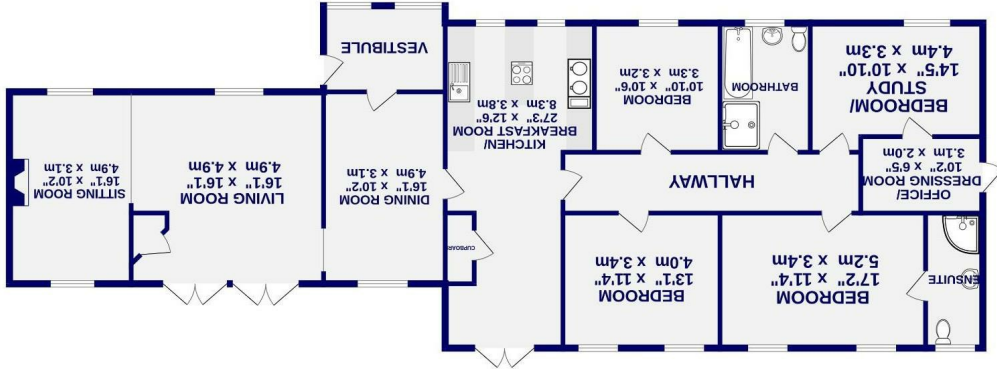 ENSUITE
BEDROOM
17'2" x 11'4"
5.2m x 3.4m
BEDROOM
13'1" x 11'4"
4.0m x 3.4m
CUPBOARD
OFFICE/
DRESSING ROOM
10'2" x 6'5"
3.1m x 2.0m
HALLWAY
DINING ROOM
16'1" x 10'2"
4.9m x 3.1m
LIVING ROOM
16'1" x 16'1"
4.9m x 4.9m
SITTING ROOM
16'1" x 10'2"
4.9m x 3.1m
BEDROOM/
STUDY
14'5" x 10'10"
4.4m x 3.3m
BATHROOM
BEDROOM
10'10" x 10'6"
3.3m x 3.2m
KITCHEN/
BREAKFAST ROOM
27'3" x 12'6"
8.3m x 3.8m
VESTIBULE